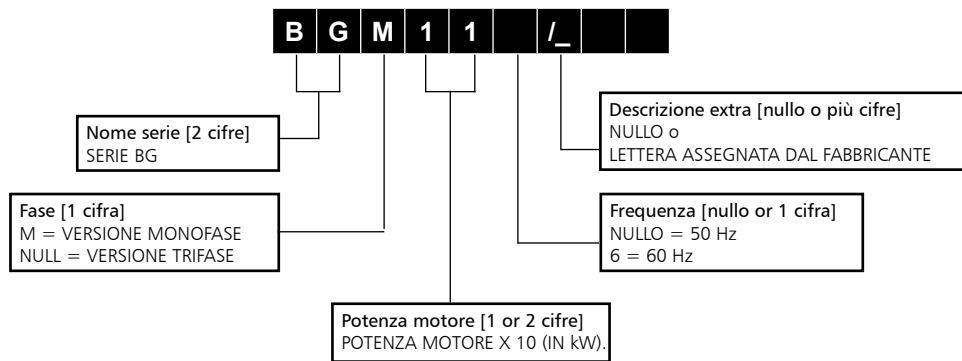 B G M 1 1 /_
Nome serie [2 cifre]
SERIE BG
Descrizione extra [nullo o più cifre]
NULLO o
LETTERA ASSEGNATA DAL FABBRICANTE
Fase [1 cifra]
M = VERSIONE MONOFASE
NULL = VERSIONE TRIFASE
Frequenza [nullo or 1 cifra]
NULLO = 50 Hz
6 = 60 Hz
Potenza motore [1 or 2 cifre]
POTENZA MOTORE X 10 (IN kW).